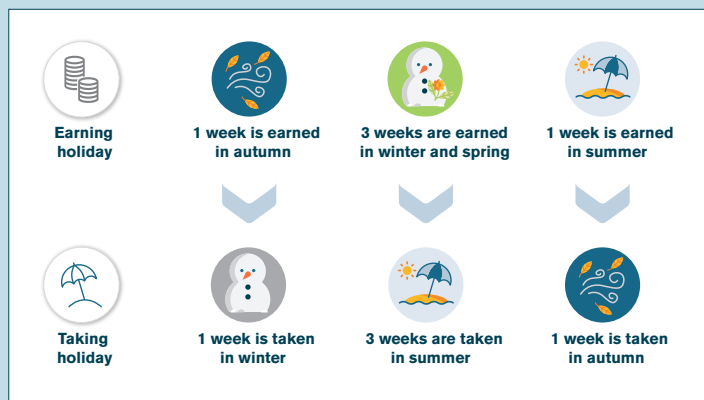 Earning
holiday
1 week is earned
in autumn
3 weeks are earned
in winter and spring
1 week is earned
in summer
Taking
holiday
1 week is taken
in winter
3 weeks are taken
in summer
1 week is taken
in autumn